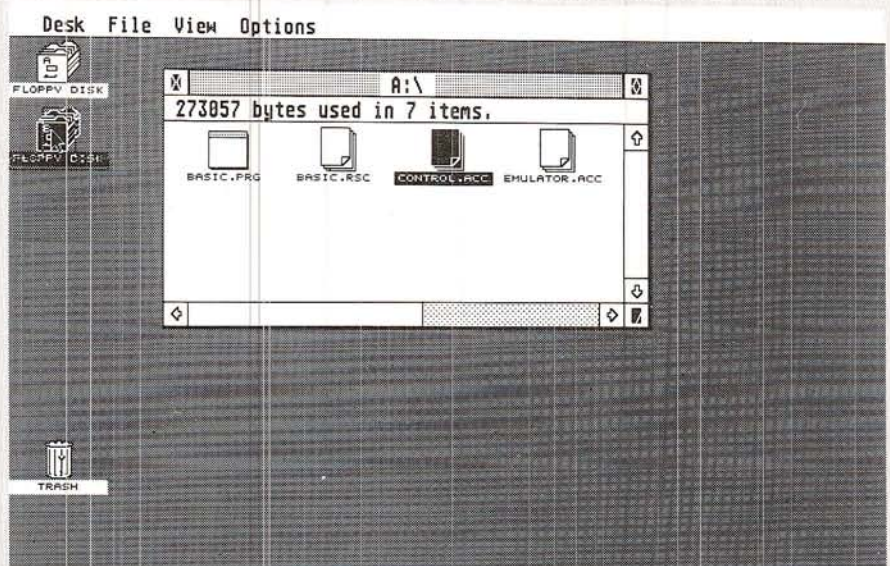 Desk File View Options
A
FLOPPY DISK
FLOPPY DISK
A:\
273057 bytes used in 7 items.
BASIC.PRG BASIC.RSC CONTROL.ACC EMULATOR.ACC
TRASH